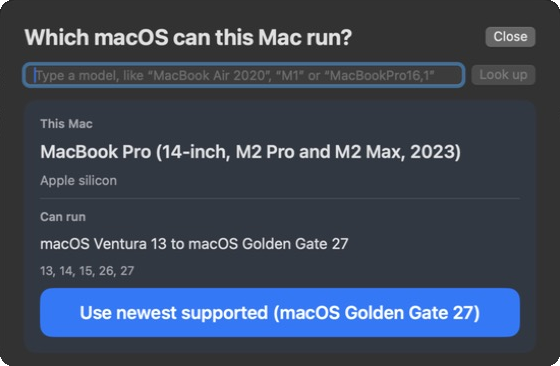 Which macOS can this Mac run?
Close
Type a model, like “MacBook Air 2020”, “M1” or “MacBookPro16,1”
Look up
This Mac
MacBook Pro (14-inch, M2 Pro and M2 Max, 2023)
Apple silicon
Can run
macOS Ventura 13 to macOS Golden Gate 27
13, 14, 15, 26, 27
Use newest supported (macOS Golden Gate 27)